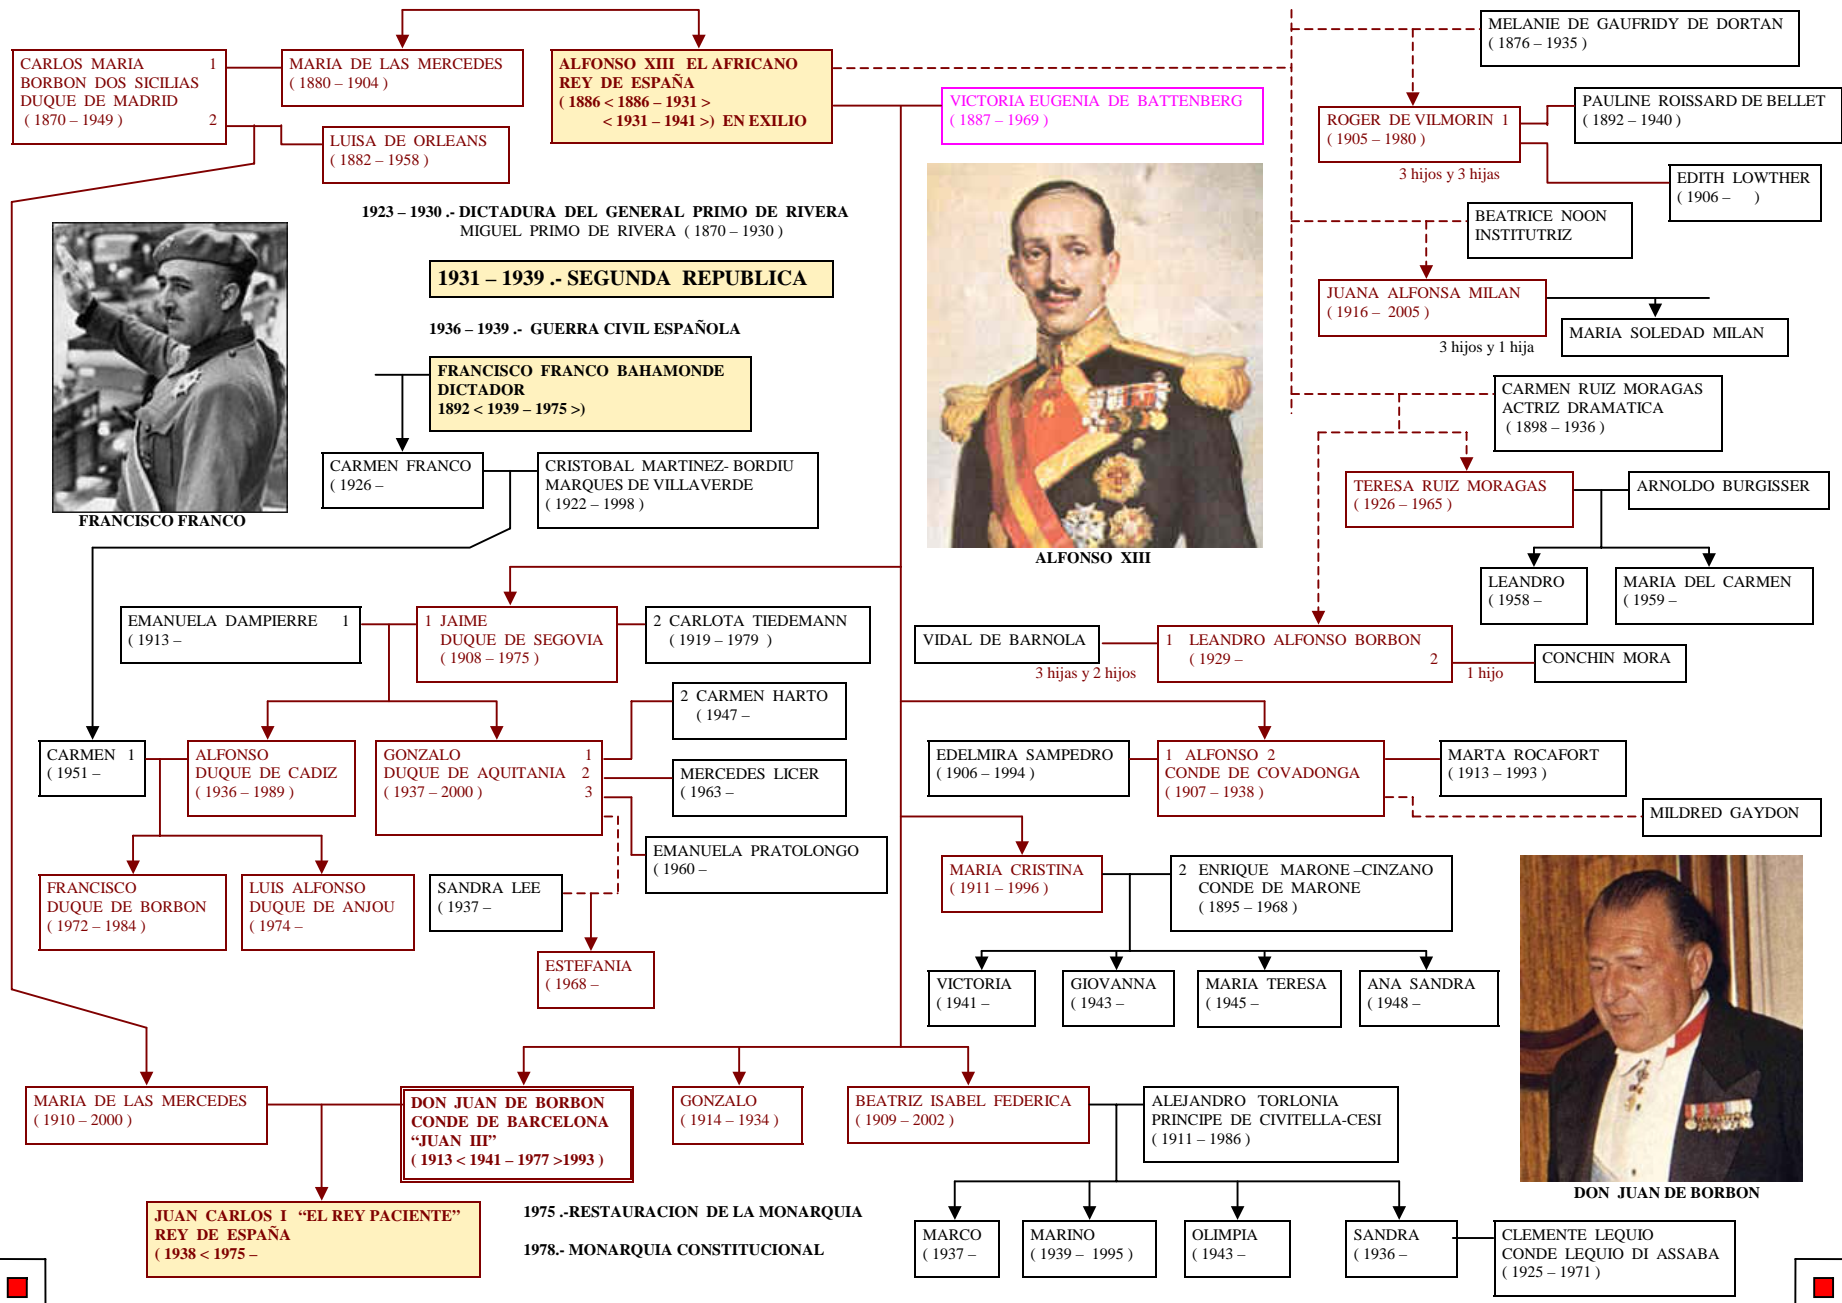 CARLOS MARIA 1
BORBON DOS SICILIAS
DUQUE DE MADRID
( 1870 – 1949 ) 2
MARIA DE LAS MERCEDES
( 1880 – 1904 )
LUISA DE ORLEANS
( 1882 – 1958 )
ALFONSO XIII EL AFRICANO
REY DE ESPAÑA
( 1886 < 1886 – 1931 >
< 1931 – 1941 >) EN EXILIO
VICTORIA EUGENIA DE BATTENBERG
( 1887 – 1969 )
MELANIE DE GAUFRIDY DE DORTAN
( 1876 – 1935 )
ROGER DE VILMORIN 1
( 1905 – 1980 )
3 hijos y 3 hijas
PAULINE ROISSARD DE BELLET
( 1892 – 1940 )
EDITH LOWTHER
( 1906 – )
BEATRICE NOON
INSTITUTRIZ
JUANA ALFONSA MILAN
( 1916 – 2005 )
3 hijos y 1 hija
MARIA SOLEDAD MILAN
CARMEN RUIZ MORAGAS
ACTRIZ DRAMATICA
( 1898 – 1936 )
TERESA RUIZ MORAGAS
( 1926 – 1965 )
ARNOLDO BURGISSER
LEANDRO
( 1958 –
MARIA DEL CARMEN
( 1959 –
1923 – 1930 .- DICTADURA DEL GENERAL PRIMO DE RIVERA
MIGUEL PRIMO DE RIVERA ( 1870 – 1930 )
1931 – 1939 .- SEGUNDA REPUBLICA
1936 – 1939 .- GUERRA CIVIL ESPAÑOLA
FRANCISCO FRANCO BAHAMONDE
DICTADOR
1892 < 1939 – 1975 >)
FRANCISCO FRANCO
CARMEN FRANCO
( 1926 –
CRISTOBAL MARTINEZ- BORDIU
MARQUES DE VILLAVERDE
( 1922 – 1998 )
ALFONSO XIII
EMANUELA DAMPIERRE 1
( 1913 –
1 JAIME
DUQUE DE SEGOVIA
( 1908 – 1975 )
2 CARLOTA TIEDEMANN
( 1919 – 1979 )
VIDAL DE BARNOLA
3 hijas y 2 hijos
1 LEANDRO ALFONSO BORBON
( 1929 – 2
1 hijo
CONCHIN MORA
2 CARMEN HARTO
( 1947 –
CARMEN 1
( 1951 –
ALFONSO
DUQUE DE CADIZ
( 1936 – 1989 )
GONZALO 1
DUQUE DE AQUITANIA 2
( 1937 – 2000 ) 3
MERCEDES LICER
( 1963 –
EMANUELA PRATOLONGO
( 1960 –
EDELMIRA SAMPEDRO
( 1906 – 1994 )
1 ALFONSO 2
CONDE DE COVADONGA
( 1907 – 1938 )
MARTA ROCAFORT
( 1913 – 1993 )
MILDRED GAYDON
FRANCISCO
DUQUE DE BORBON
( 1972 – 1984 )
LUIS ALFONSO
DUQUE DE ANJOU
( 1974 –
SANDRA LEE
( 1937 –
ESTEFANIA
( 1968 –
MARIA CRISTINA
( 1911 – 1996 )
2 ENRIQUE MARONE –CINZANO
CONDE DE MARONE
( 1895 – 1968 )
VICTORIA
( 1941 –
GIOVANNA
( 1943 –
MARIA TERESA
( 1945 –
ANA SANDRA
( 1948 –
MARIA DE LAS MERCEDES
( 1910 – 2000 )
DON JUAN DE BORBON
CONDE DE BARCELONA
“JUAN III”
( 1913 < 1941 – 1977 >1993 )
GONZALO
( 1914 – 1934 )
BEATRIZ ISABEL FEDERICA
( 1909 – 2002 )
ALEJANDRO TORLONIA
PRINCIPE DE CIVITELLA-CESI
( 1911 – 1986 )
DON JUAN DE BORBON
JUAN CARLOS I “EL REY PACIENTE”
REY DE ESPAÑA
( 1938 < 1975 –
1975 .-RESTAURACION DE LA MONARQUIA
1978.- MONARQUIA CONSTITUCIONAL
MARCO
( 1937 –
MARINO
( 1939 – 1995 )
OLIMPIA
( 1943 –
SANDRA
( 1936 –
CLEMENTE LEQUIO
CONDE LEQUIO DI ASSABA
( 1925 – 1971 )